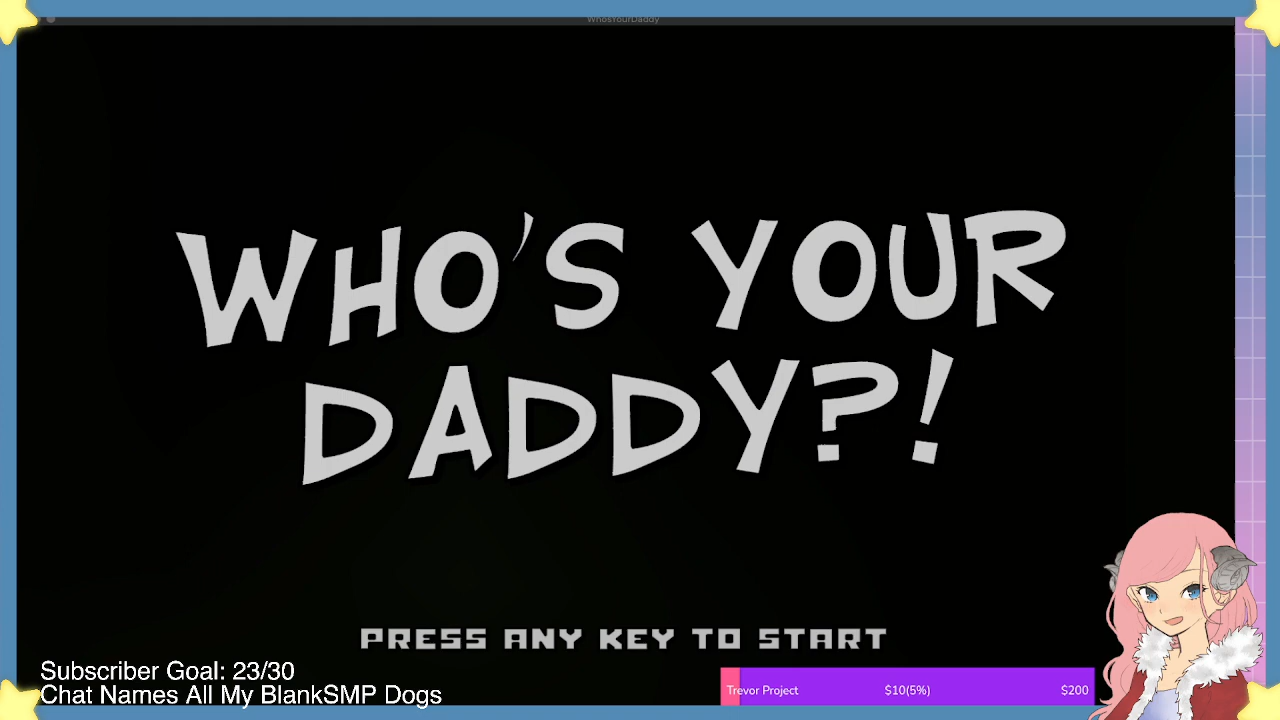 WhosYourDaddy
WHO'S YOUR
DADDY?!
PRESS ANY KEY TO START
Subscriber Goal: 23/30
Chat Names All My BlankSMP Dogs
Trevor Project $10(5%) $200